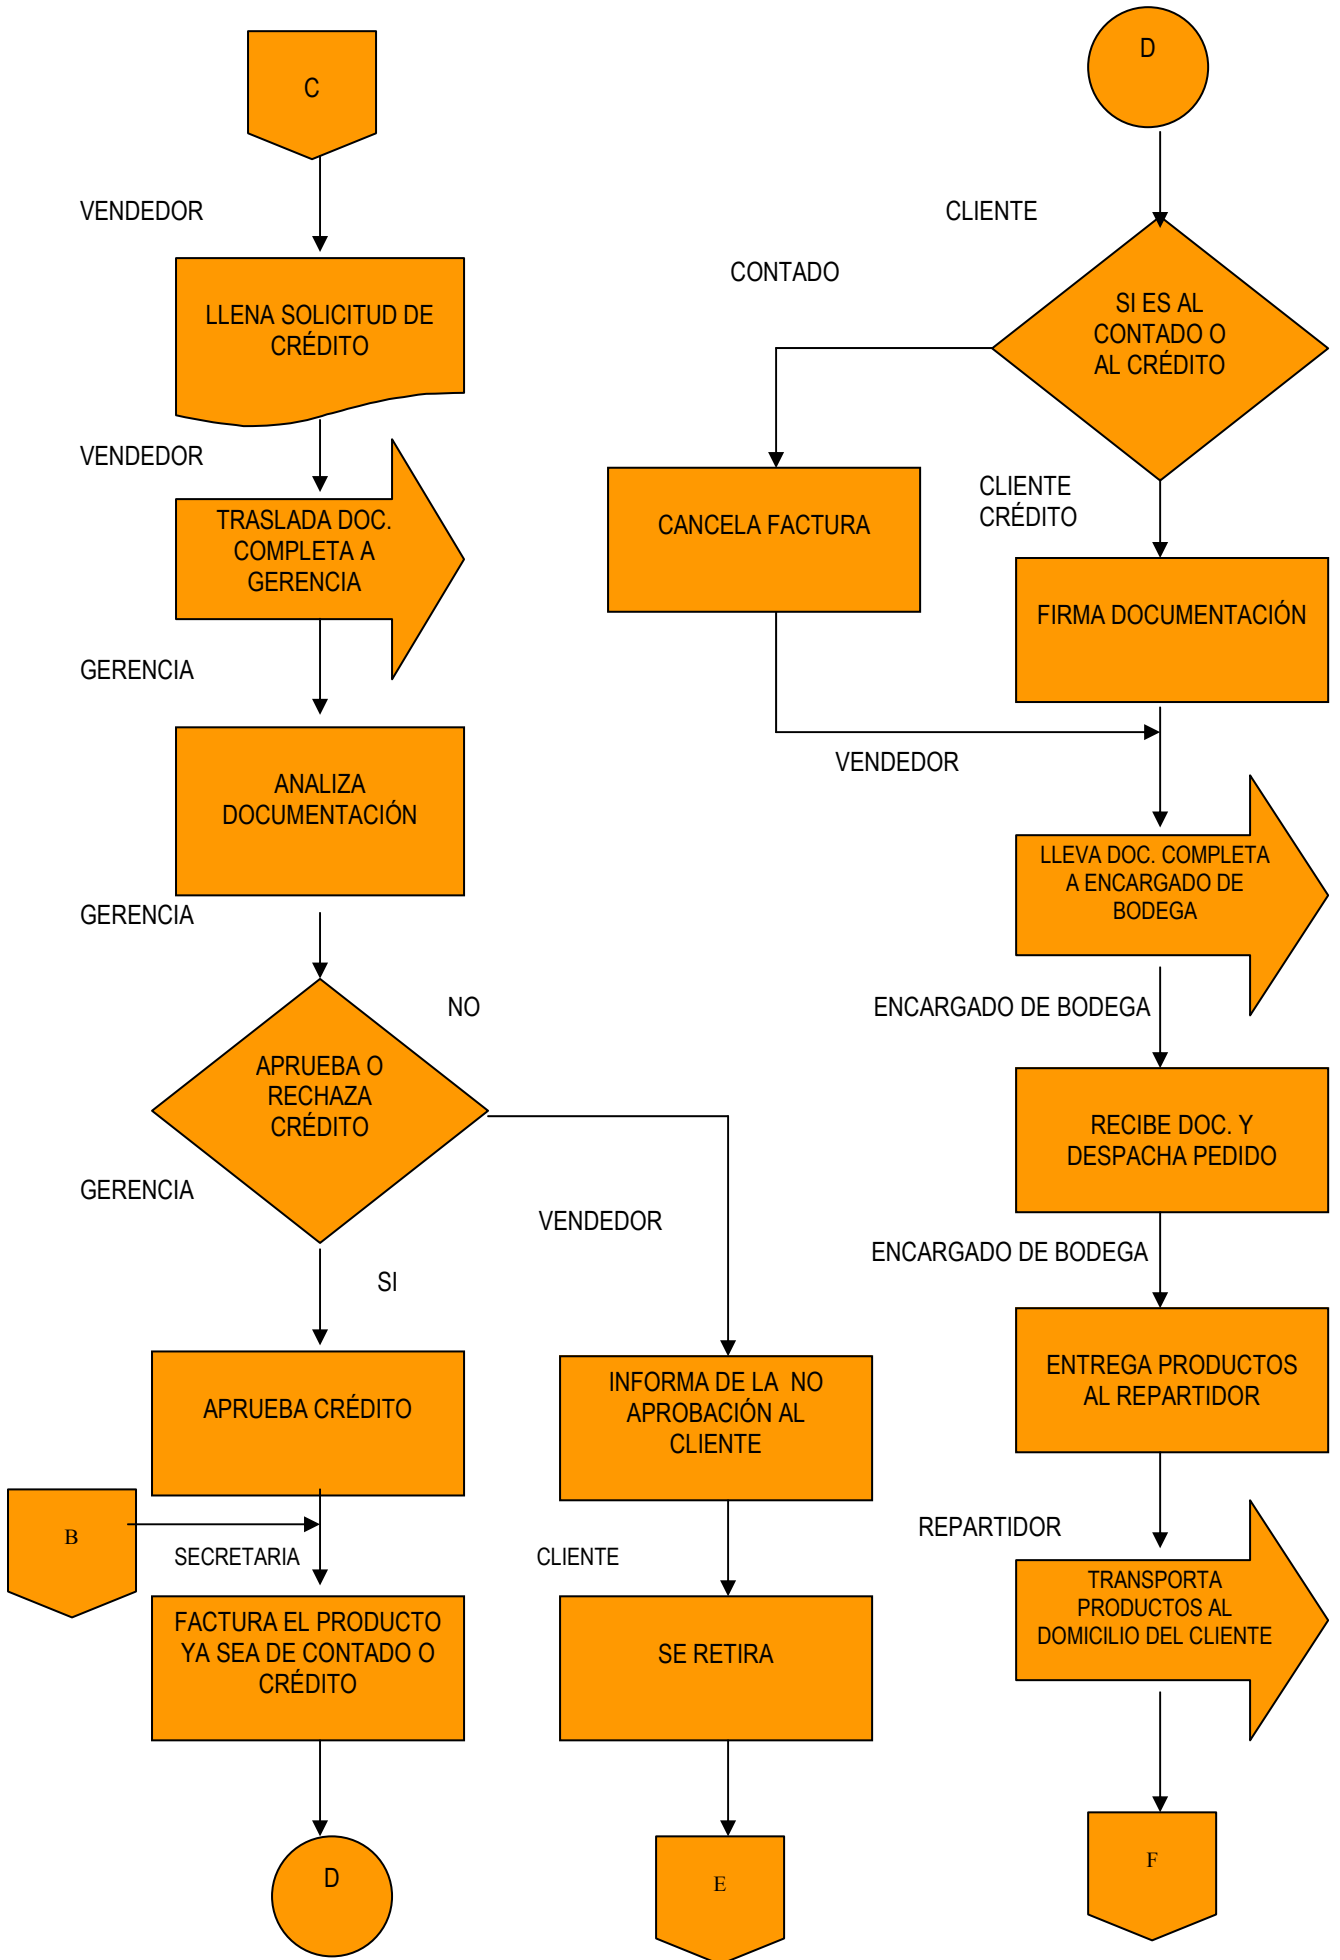 C
VENDEDOR
LLENA SOLICITUD DE
CRÉDITO
VENDEDOR
TRASLADA DOC.
COMPLETA A
GERENCIA
GERENCIA
ANALIZA
DOCUMENTACIÓN
GERENCIA
NO
APRUEBA O
RECHAZA
CRÉDITO
GERENCIA
SI
APRUEBA CRÉDITO
B
SECRETARIA
FACTURA EL PRODUCTO
YA SEA DE CONTADO O
CRÉDITO
D
VENDEDOR
INFORMA DE LA  NO
APROBACIÓN AL
CLIENTE
CLIENTE
SE RETIRA
E
D
CLIENTE
CONTADO
SI ES AL
CONTADO O
AL CRÉDITO
CANCELA FACTURA
CLIENTE
CRÉDITO
FIRMA DOCUMENTACIÓN
VENDEDOR
LLEVA DOC. COMPLETA
A ENCARGADO DE
BODEGA
ENCARGADO DE BODEGA
RECIBE DOC. Y
DESPACHA PEDIDO
ENCARGADO DE BODEGA
ENTREGA PRODUCTOS
AL REPARTIDOR
REPARTIDOR
TRANSPORTA
PRODUCTOS AL
DOMICILIO DEL CLIENTE
F